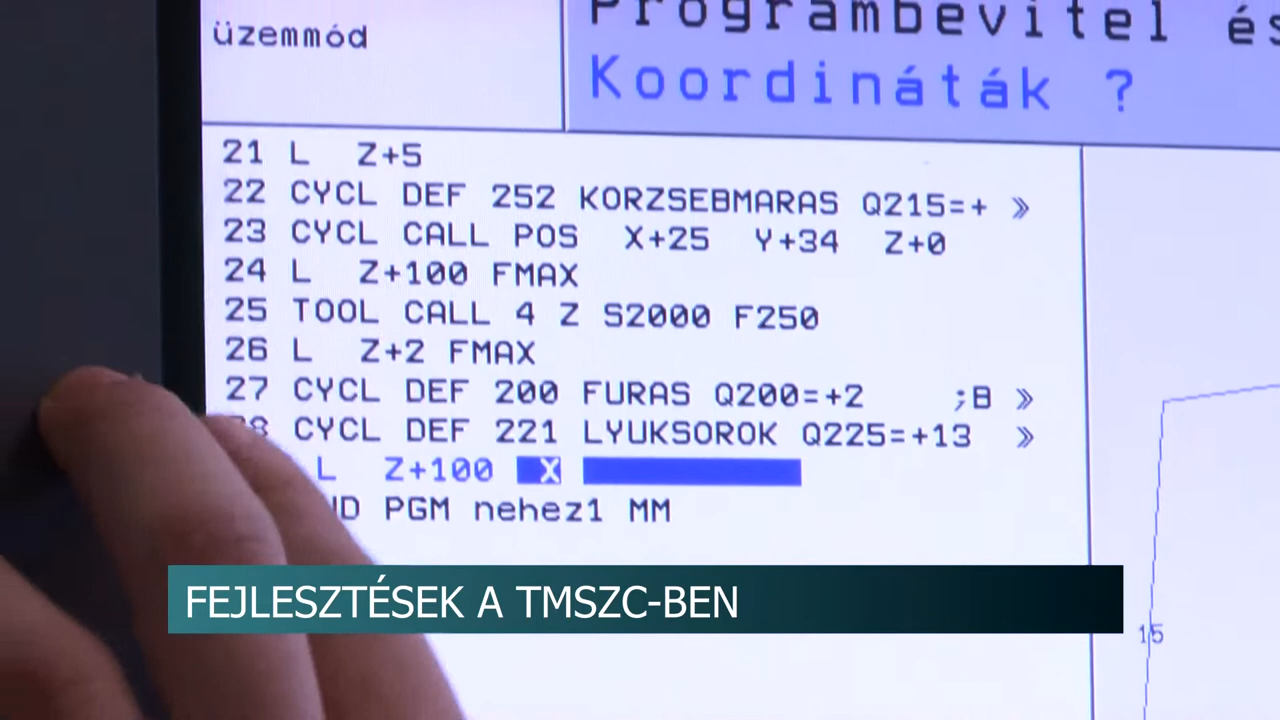 üzemmód
Programbevitel és
Koordináták ?
21 L Z+5
22 CYCL DEF 252 KORZSEBMARAS Q215=+ »
23 CYCL CALL POS X+25 Y+34 Z+0
24 L Z+100 FMAX
25 TOOL CALL 4 Z S2000 F250
26 L Z+2 FMAX
27 CYCL DEF 200 FURAS Q200=+2 ;B »
28 CYCL DEF 221 LYUKSOROK Q225=+13 »
L Z+100 X
PGM nehez1 MM
15
FEJLESZTÉSEK A TMSZC-BEN